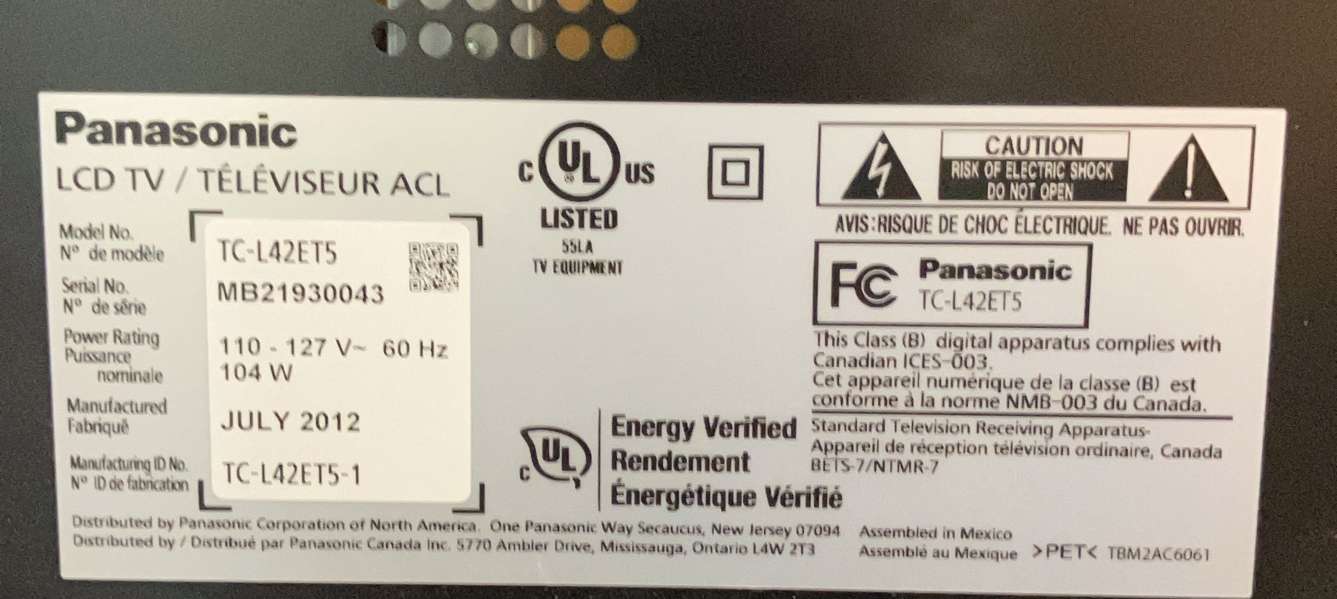 Panasonic
LCD TV / TÉLÉVISEUR ACL
Model No.
Nº de modèle
TC-L42ET5
Serial No.
Nº de série
MB21930043
Power Rating
Puissance
nominale
110 - 127 V~ 60 Hz
104 W
Manufactured
Fabriqué
JULY 2012
Manufacturing ID No.
Nº ID de fabrication
TC-L42ET5-1
C UL US
LISTED
55LA
TV EQUIPMENT
CAUTION
RISK OF ELECTRIC SHOCK
DO NOT OPEN
AVIS:RISQUE DE CHOC ÉLECTRIQUE. NE PAS OUVRIR.
FC Panasonic
TC-L42ET5
This Class (B) digital apparatus complies with
Canadian ICES-003.
Cet appareil numérique de la classe (B) est
conforme à la norme NMB-003 du Canada.
Standard Television Receiving Apparatus-
Appareil de réception télévision ordinaire, Canada
BETS-7/NTMR-7
C UL
Energy Verified
Rendement
Énergétique Vérifié
Distributed by Panasonic Corporation of North America. One Panasonic Way Secaucus, New Jersey 07094
Distributed by / Distribué par Panasonic Canada Inc. 5770 Ambler Drive, Mississauga, Ontario L4W 2T3
Assembled in Mexico
Assemblé au Mexique >PET< TBM2AC6061